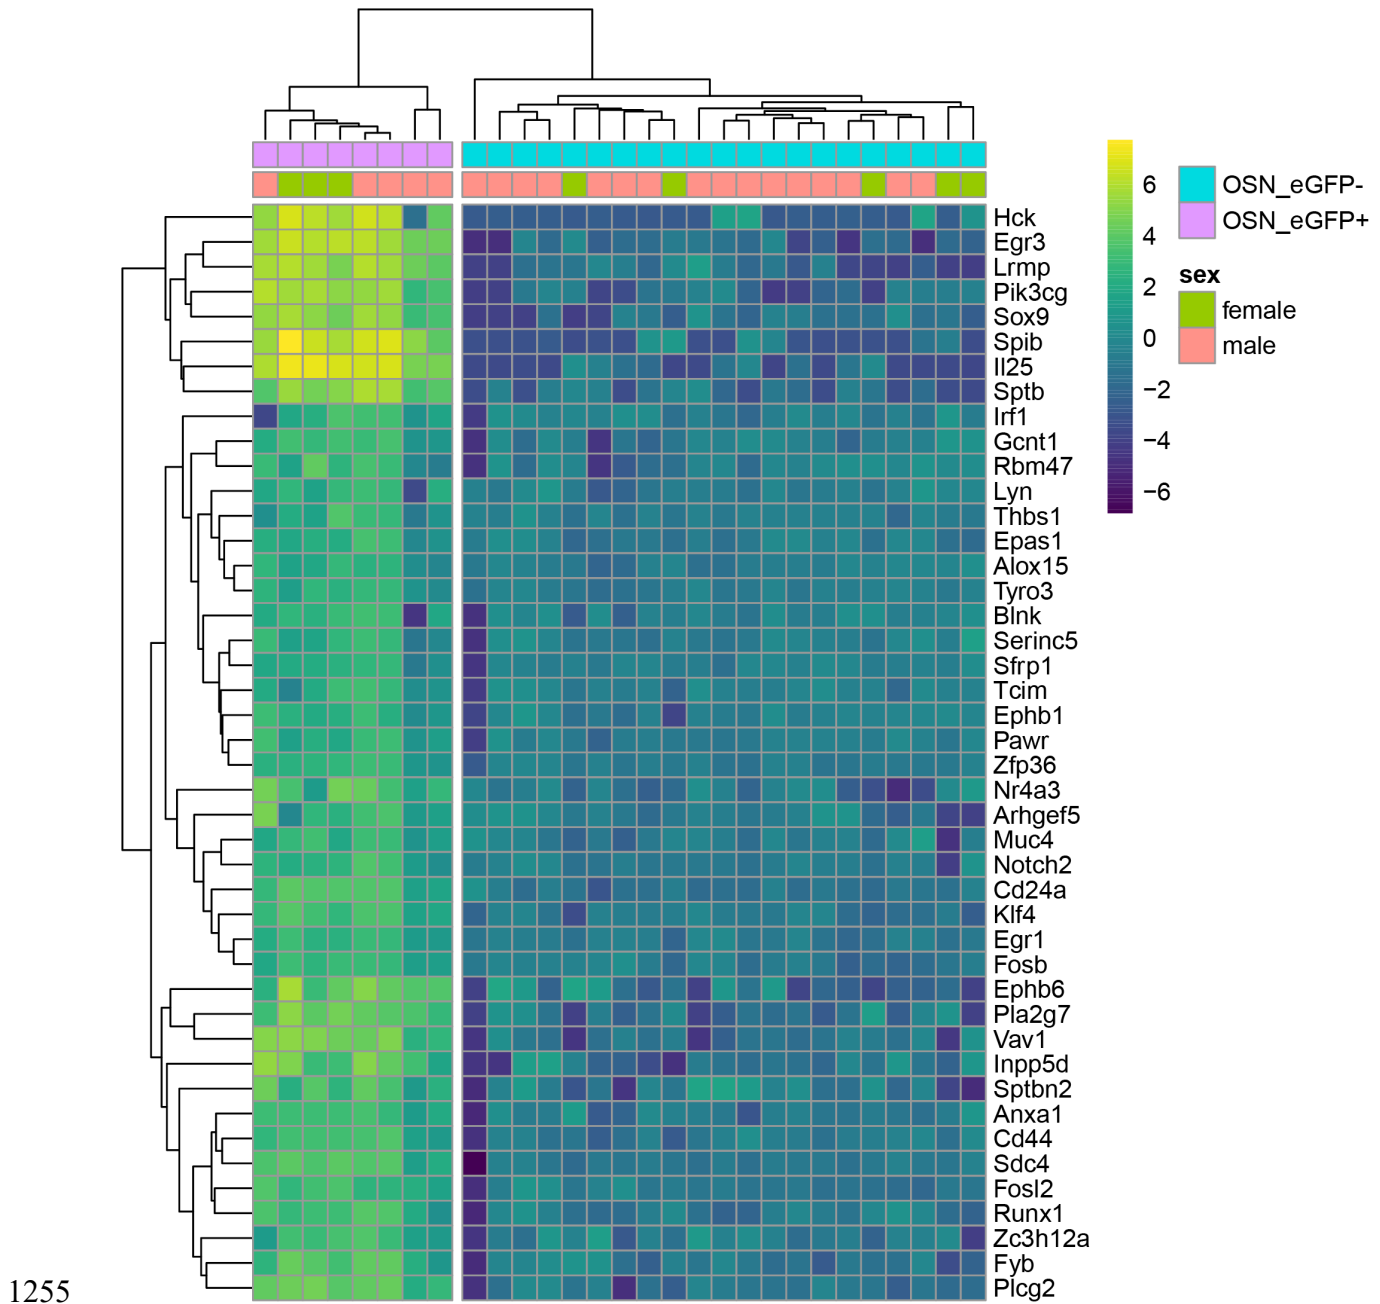 6
4
2
0
−2
−4
−6
OSN_eGFP-
OSN_eGFP+
sex
female
male
Hck
Egr3
Lrmp
Pik3cg
Sox9
Spib
Il25
Sptb
Irf1
Gcnt1
Rbm47
Lyn
Thbs1
Epas1
Alox15
Tyro3
Blnk
Serinc5
Sfrp1
Tcim
Ephb1
Pawr
Zfp36
Nr4a3
Arhgef5
Muc4
Notch2
Cd24a
Klf4
Egr1
Fosb
Ephb6
Pla2g7
Vav1
Inpp5d
Sptbn2
Anxa1
Cd44
Sdc4
Fosl2
Runx1
Zc3h12a
Fyb
Plcg2
1255